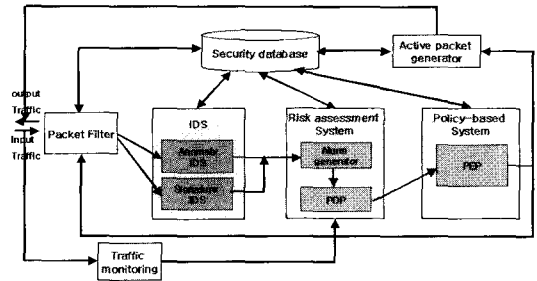 Security database
Active packet
generator
output
Traffic
Input
Traffic
Packet Filter
IDS
Anomaly
IDS
Signature
IDS
Risk assessment
System
Alarm
generator
PDP
Policy-based
System
PEP
Traffic
monitoring